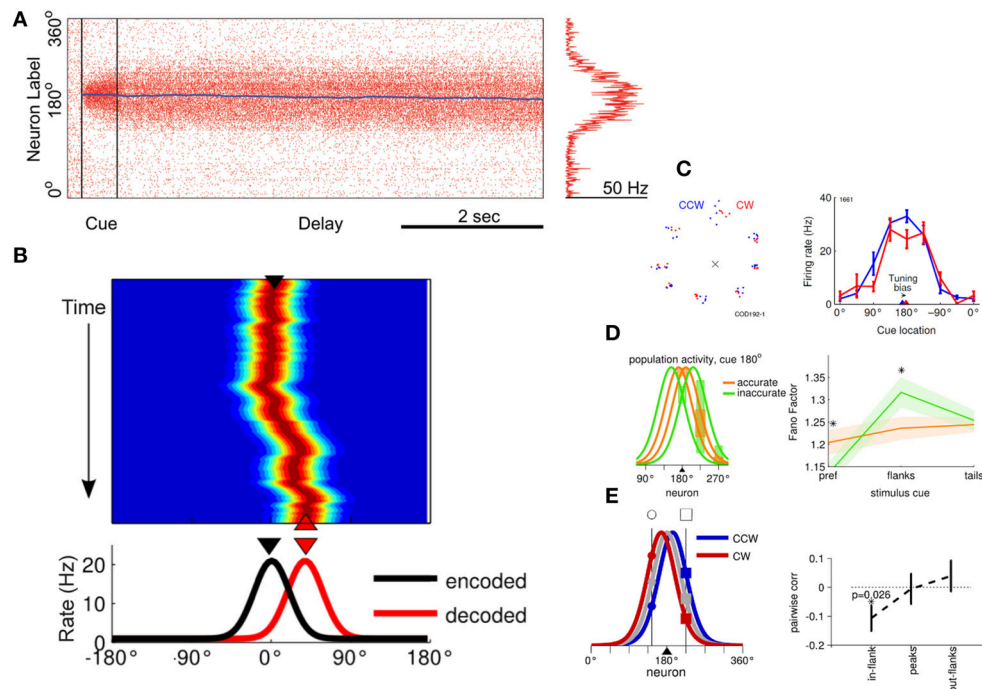 A
360°
180°
0°
Neuron Label
Cue
Delay
2 sec
50 Hz
B
Time
encoded
decoded
Rate (Hz)
20
10
0
-180° -90° 0° 90° 180°
C
CCW
CW
COD192-1
1661
Firing rate (Hz)
40
20
0
Tuning
bias
0° 90° 180° −90° 0°
Cue location
D
population activity, cue 180°
accurate
inaccurate
90° 180° 270°
neuron
Fano Factor
1.35
1.3
1.25
1.2
1.15
*
*
pref flanks tails
stimulus cue
E
CCW
CW
0° 180° 360°
neuron
pairwise corr
0.1
0
-0.1
-0.2
p=0.026
*
in-flank
peaks
out-flanks